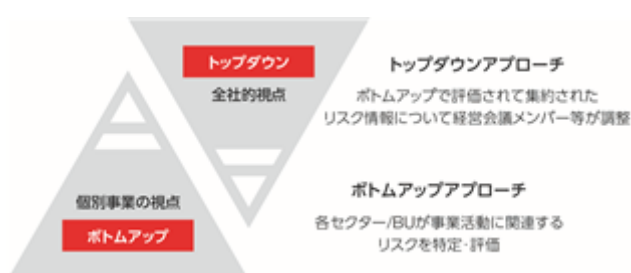 トップダウン
全社的視点
トップダウンアプローチ
ボトムアップで評価されて集約された
リスク情報について経営会議メンバー等が調整
個別事業の視点
ボトムアップ
ボトムアップアプローチ
各セクター/BUが事業活動に関連する
リスクを特定・評価